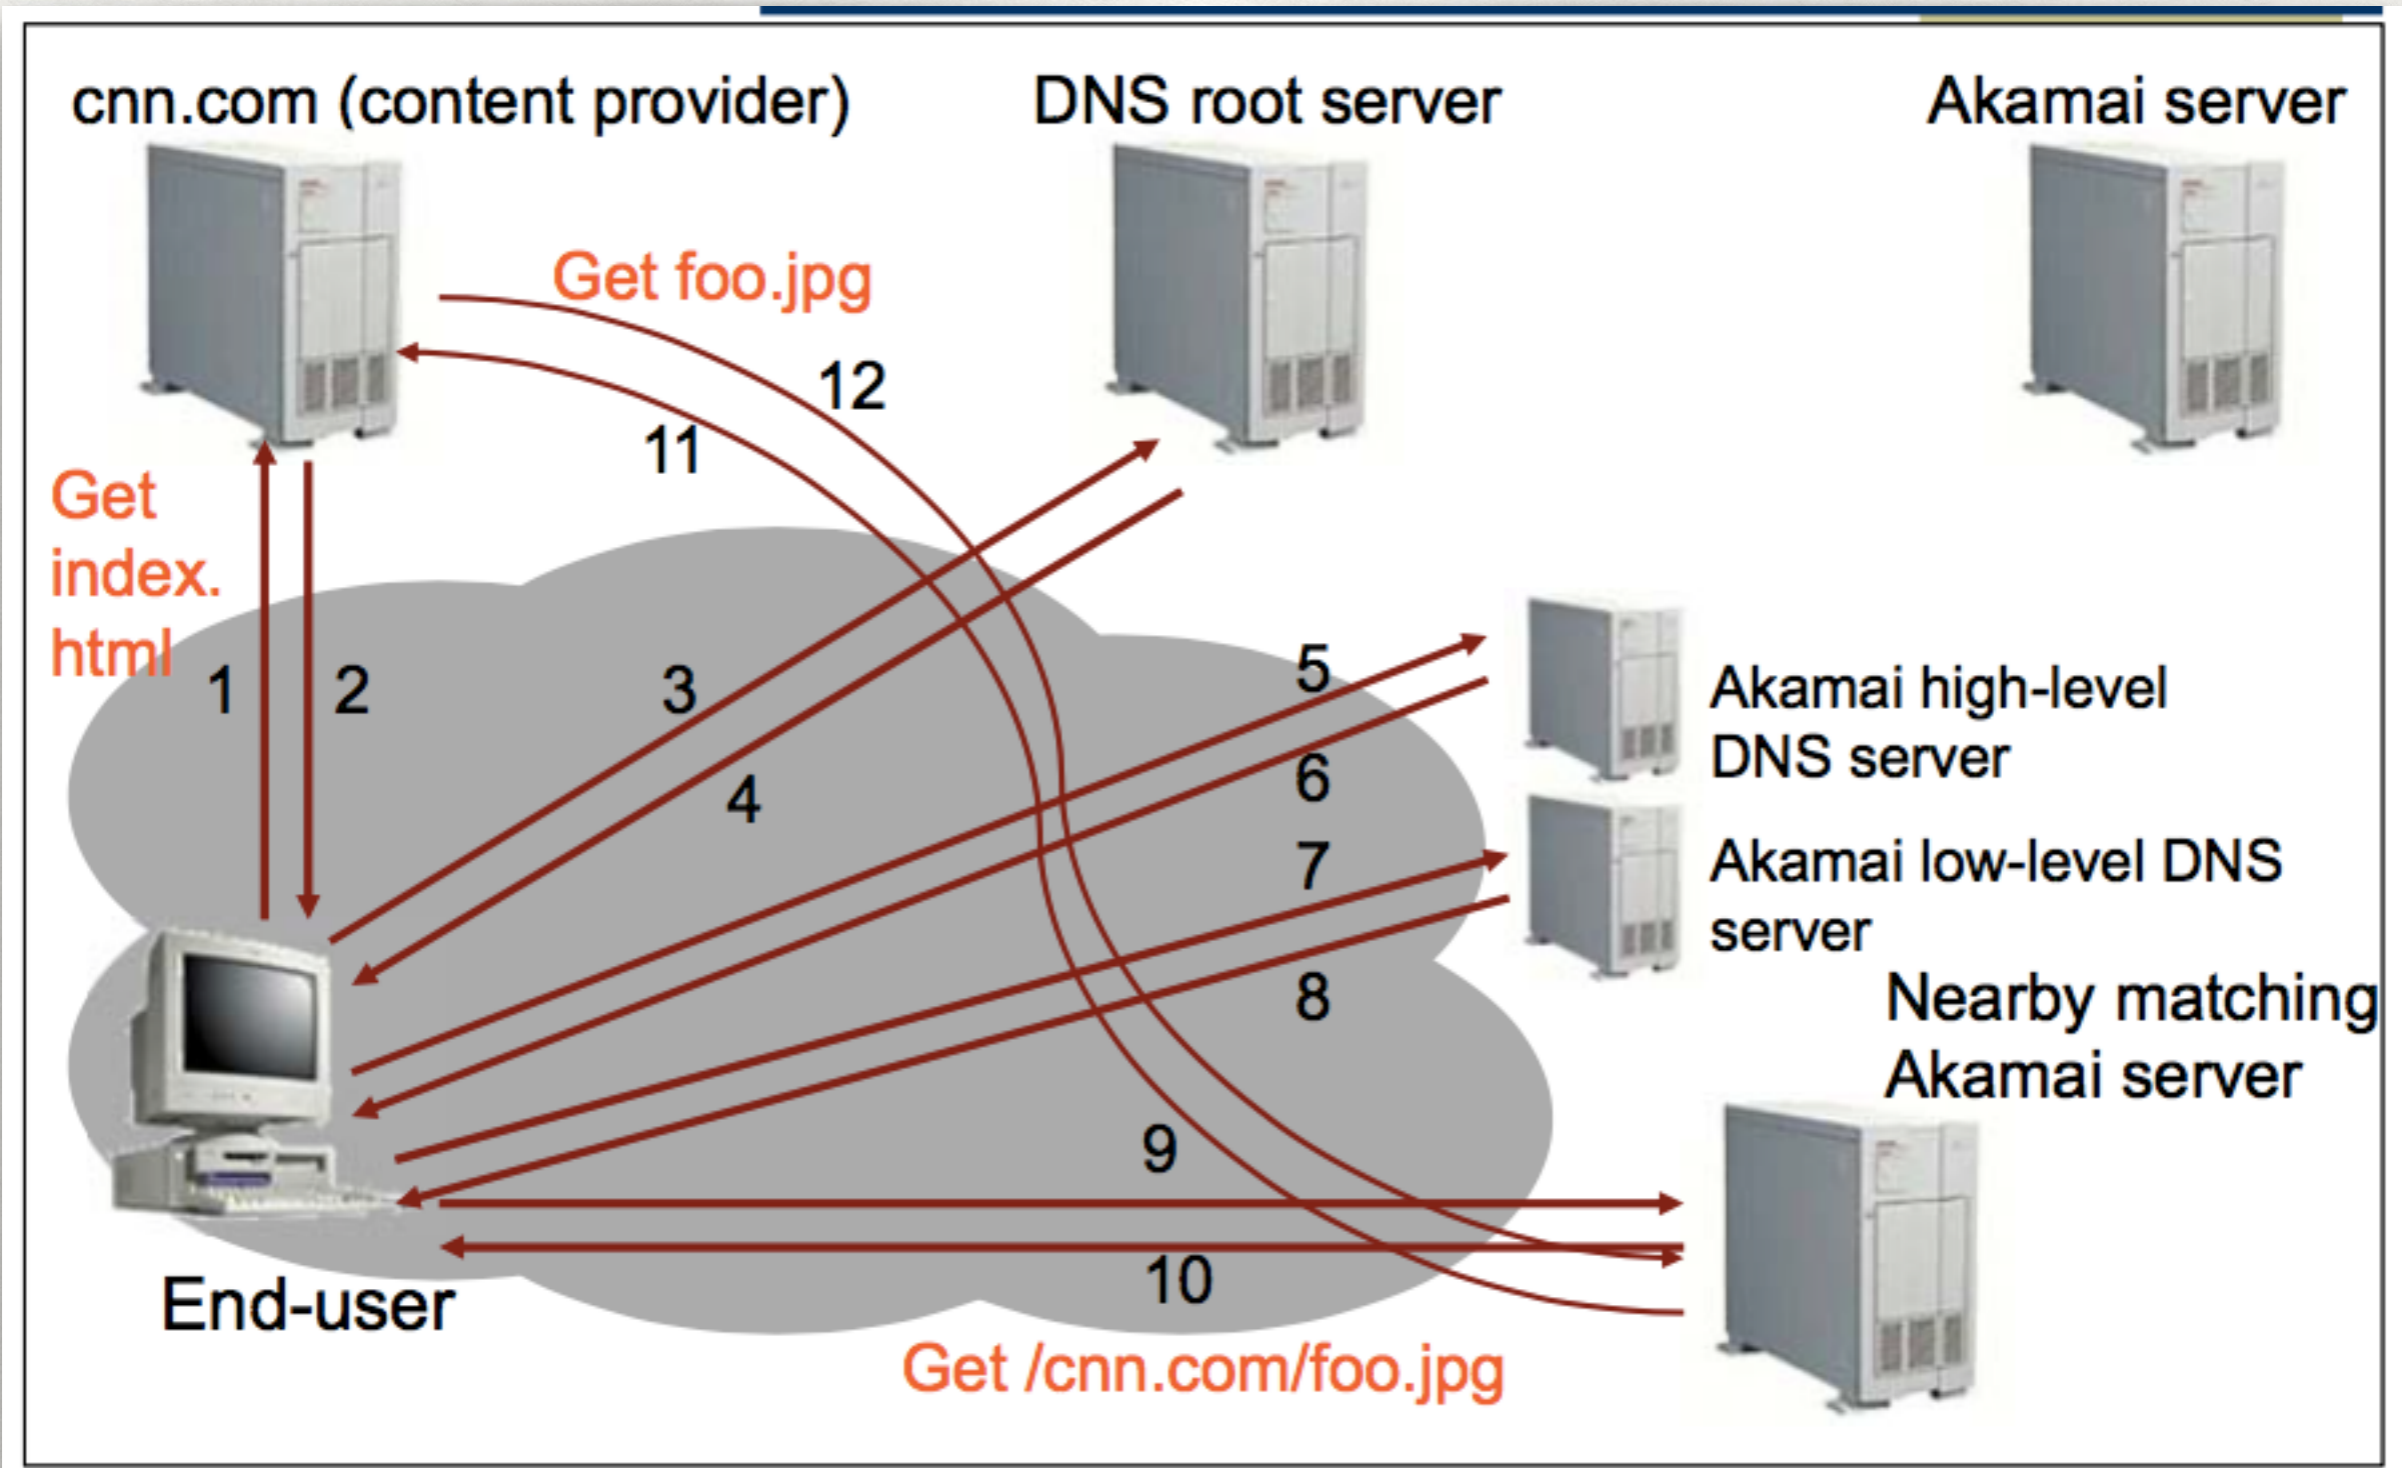 cnn.com (content provider)
DNS root server
Akamai server
Get foo.jpg
12
11
Get
index.
html
1
2
3
4
5
6
7
8
Akamai high-level
DNS server
Akamai low-level DNS
server
Nearby matching
Akamai server
9
10
End-user
Get /cnn.com/foo.jpg